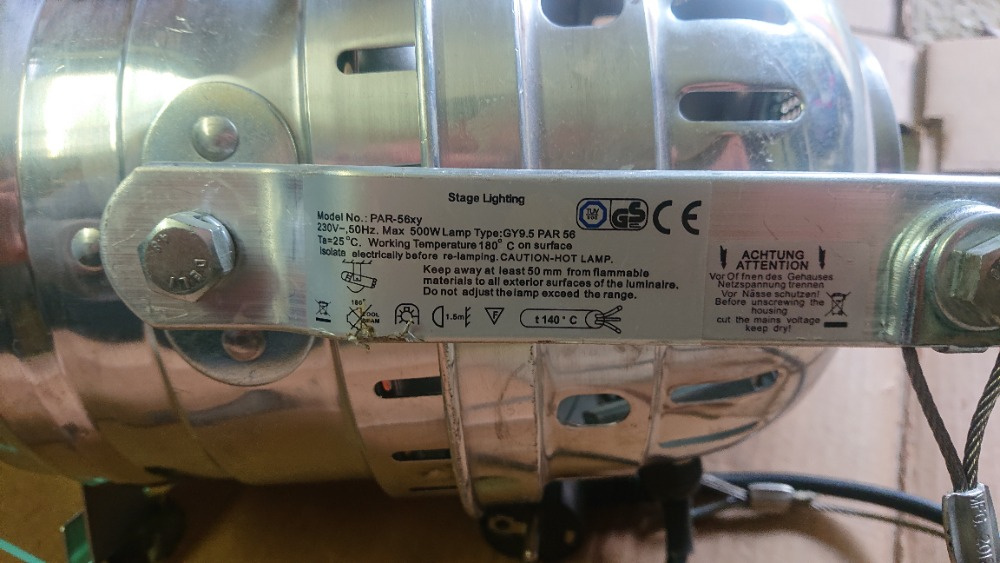 Stage Lighting
Model No.: PAR-56xy
230V~,50Hz. Max 500W Lamp Type:GY9.5 PAR 56
Ta=25°C. Working Temperature 180° C on surface
Isolate electrically before re-lamping. CAUTION-HOT LAMP.
Keep away at least 50 mm from flammable
materials to all exterior surfaces of the luminaire.
Do not adjust the lamp exceed the range.
180°
COOL
BEAM
1.5m
F
t 140° C
TUV
GS
CE
ACHTUNG
ATTENTION
Vor Offnen des Gehauses
Netzspannung trennen
Vor Nässe schutzen!
Before unscrewing the
housing
cut the mains voltage
keep dry!